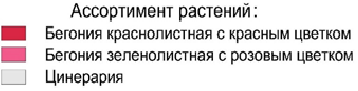 Ассортимент растений:
Бегония краснолистная с красным цветком
Бегония зеленолистная с розовым цветком
Цинерария